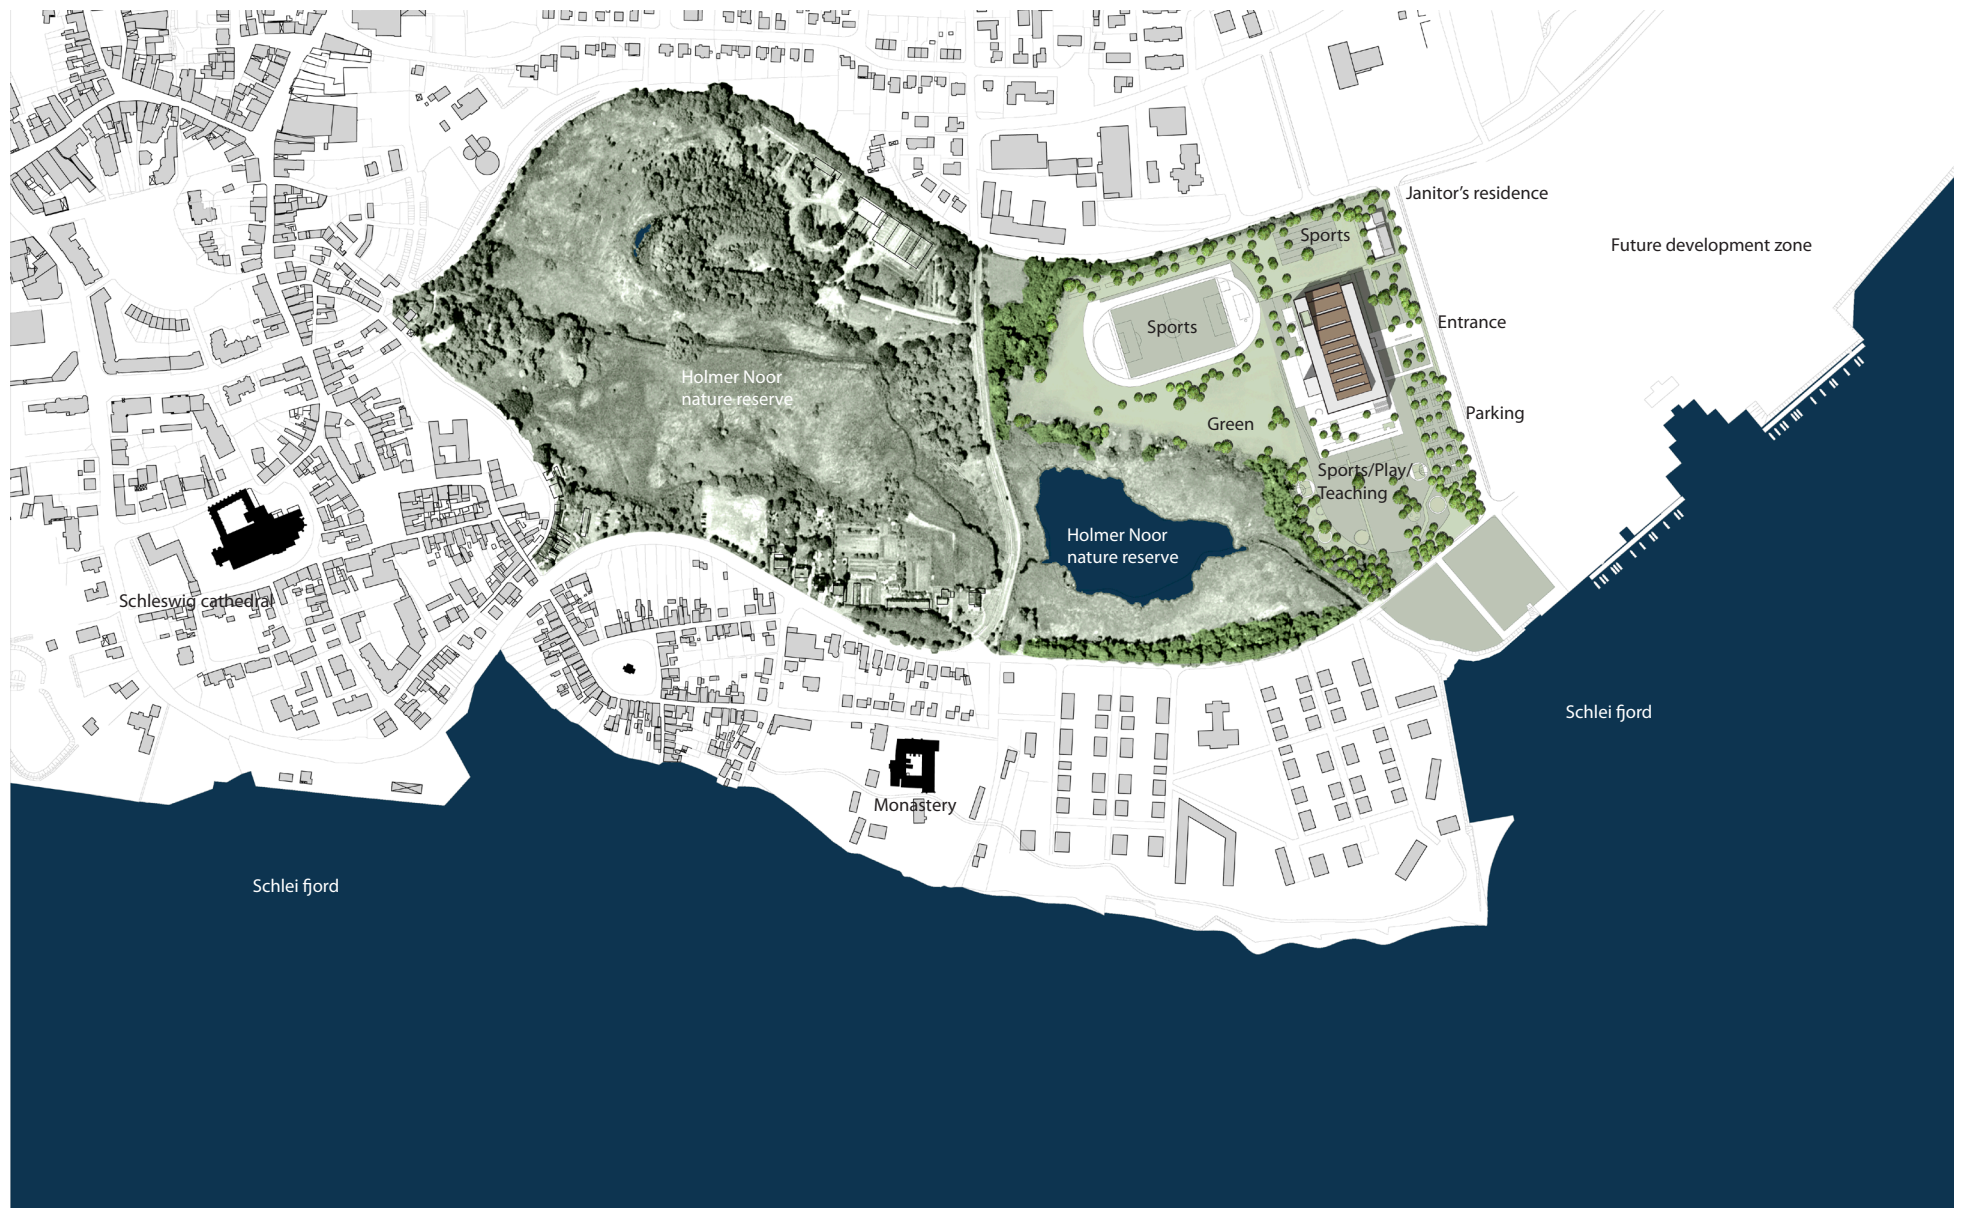 Janitor's residence
Sports
Future development zone
Entrance
Sports
Holmer Noor
nature reserve
Parking
Green
Sports/Play/
Teaching
Holmer Noor
nature reserve
Schleswig cathedral
Schlei fjord
Monastery
Schlei fjord